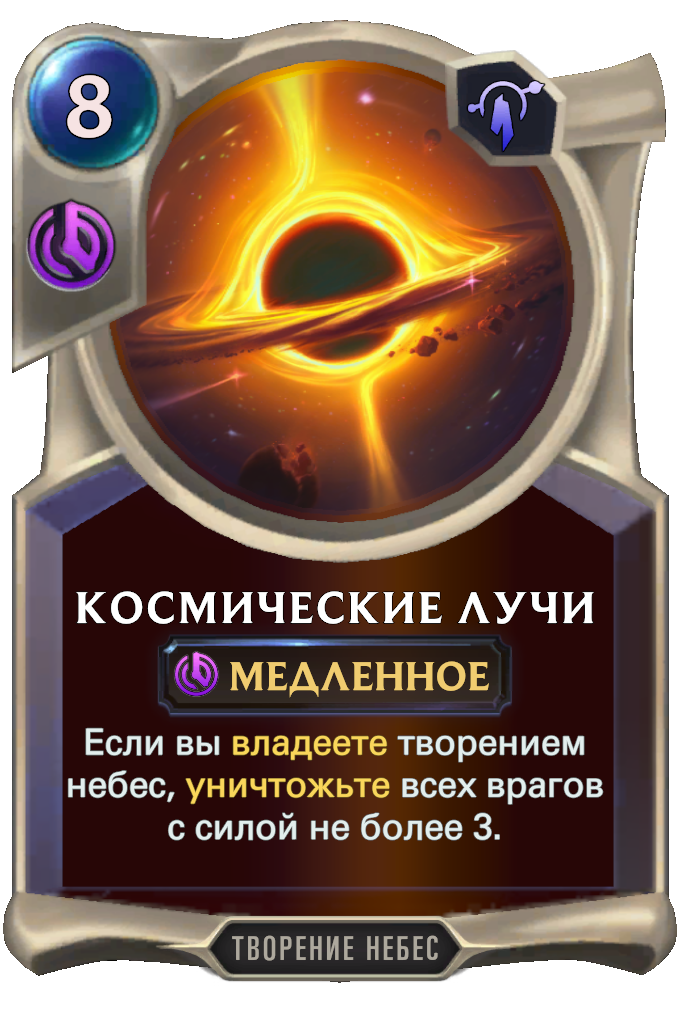 8
КОСМИЧЕСКИЕ ЛУЧИ
МЕДЛЕННОЕ
Если вы владеете творением
небес, уничтожьте всех врагов
с силой не более 3.
ТВОРЕНИЕ НЕБЕС